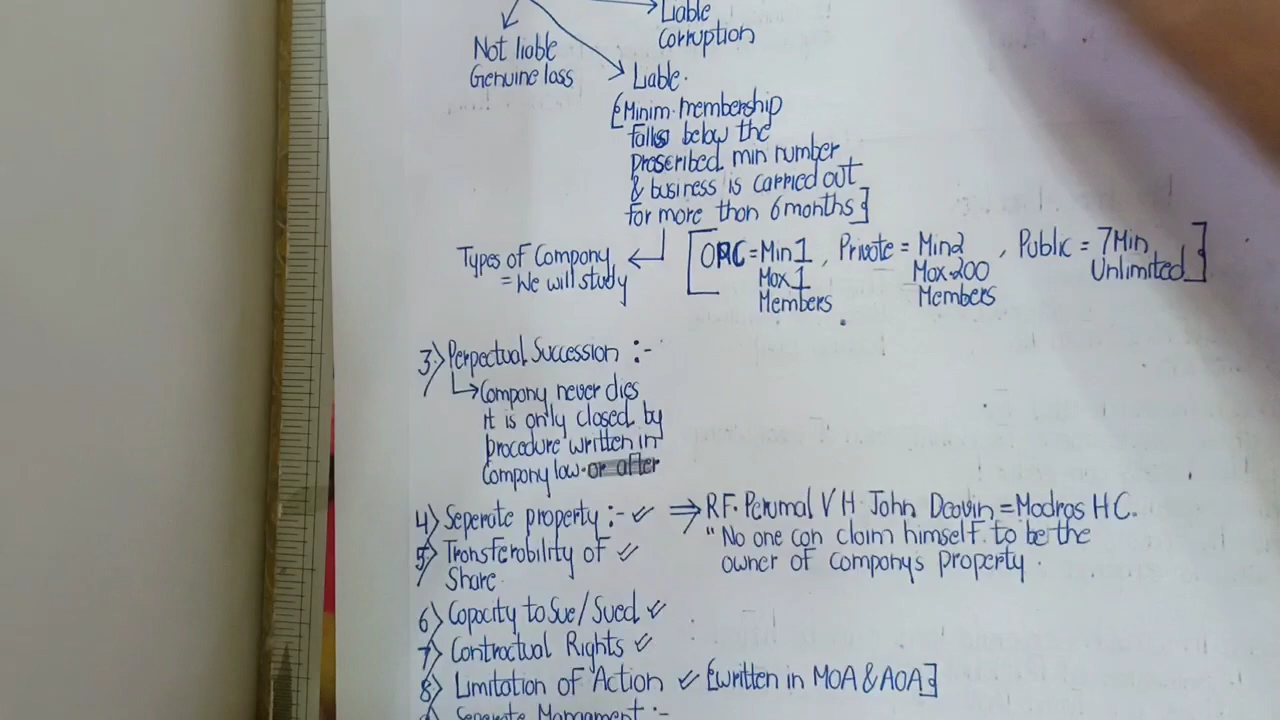 Liable
Corruption
Not liable
Genuine loss
Liable.
[Minim. membership
falls below the
proscribed min number
& business is carried out
for more than 6 months]
Types of Company
= We will study
[OPC = Min 1, Private = Min 2, Public = 7 Min
Max 1 Max. 200 Unlimited]
Members Members
3> Perpectual Succession :-
Company never dies
it is only closed by
procedure written in
Company law. or after
4> Seperate property :- ✓ ⇒ RF. Perumal V H. John Deavin = Madras HC.
"No one can claim himself to be the
owner of company's property.
5> Transferability of ✓
Share.
6> Capacity to Sue/Sued ✓
7> Contractual Rights ✓
8> Limitation of Action ✓ [written in MOA & AOA]
Seperate Management :-